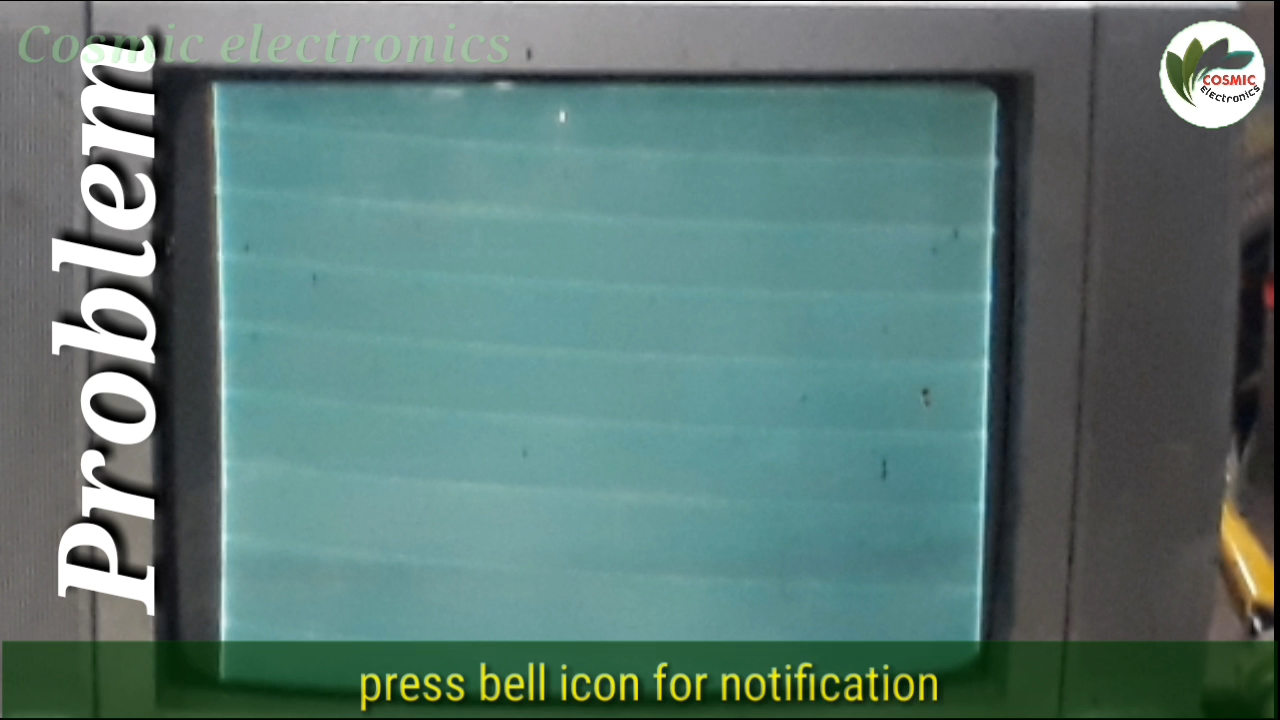 Cosmic electronics
COSMIC
Electronics
Problem
press bell icon for notification